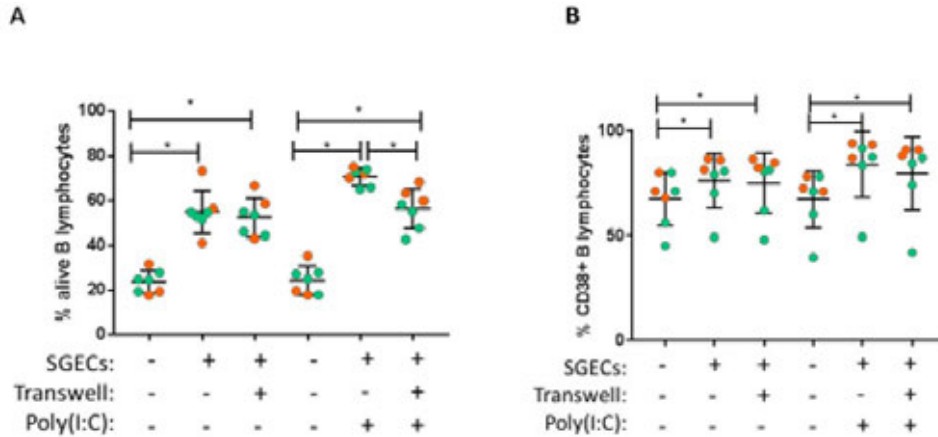 A
B
% alive B lymphocytes
100
80
60
40
20
0
* * * * *
SGECs: - + + - + +
Transwell: - - + - - +
Poly(I:C): - - - - + +
% CD38+ B lymphocytes
100
50
0
* * * *
SGECs: - + + - + +
Transwell: - - + - - +
Poly(I:C): - - - - + +